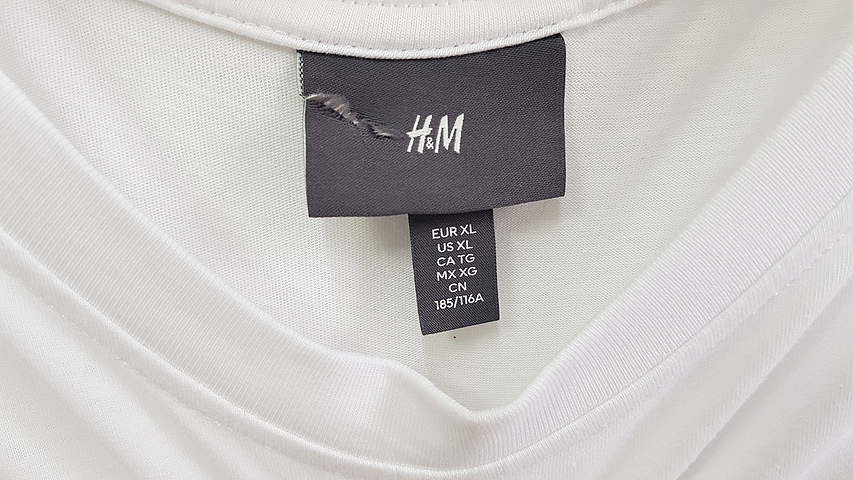 H&M
EUR XL
US XL
CA TG
MX XG
CN
185/116A